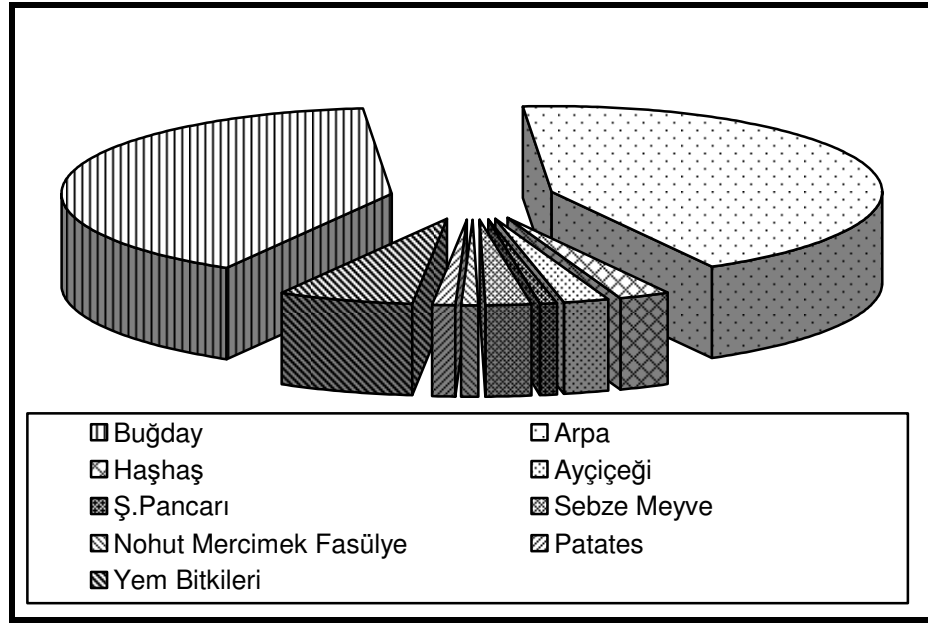 Buğday Arpa
Haşhaş Ayçiçeği
Ş.Pancarı Sebze Meyve
Nohut Mercimek Fasülye Patates
Yem Bitkileri